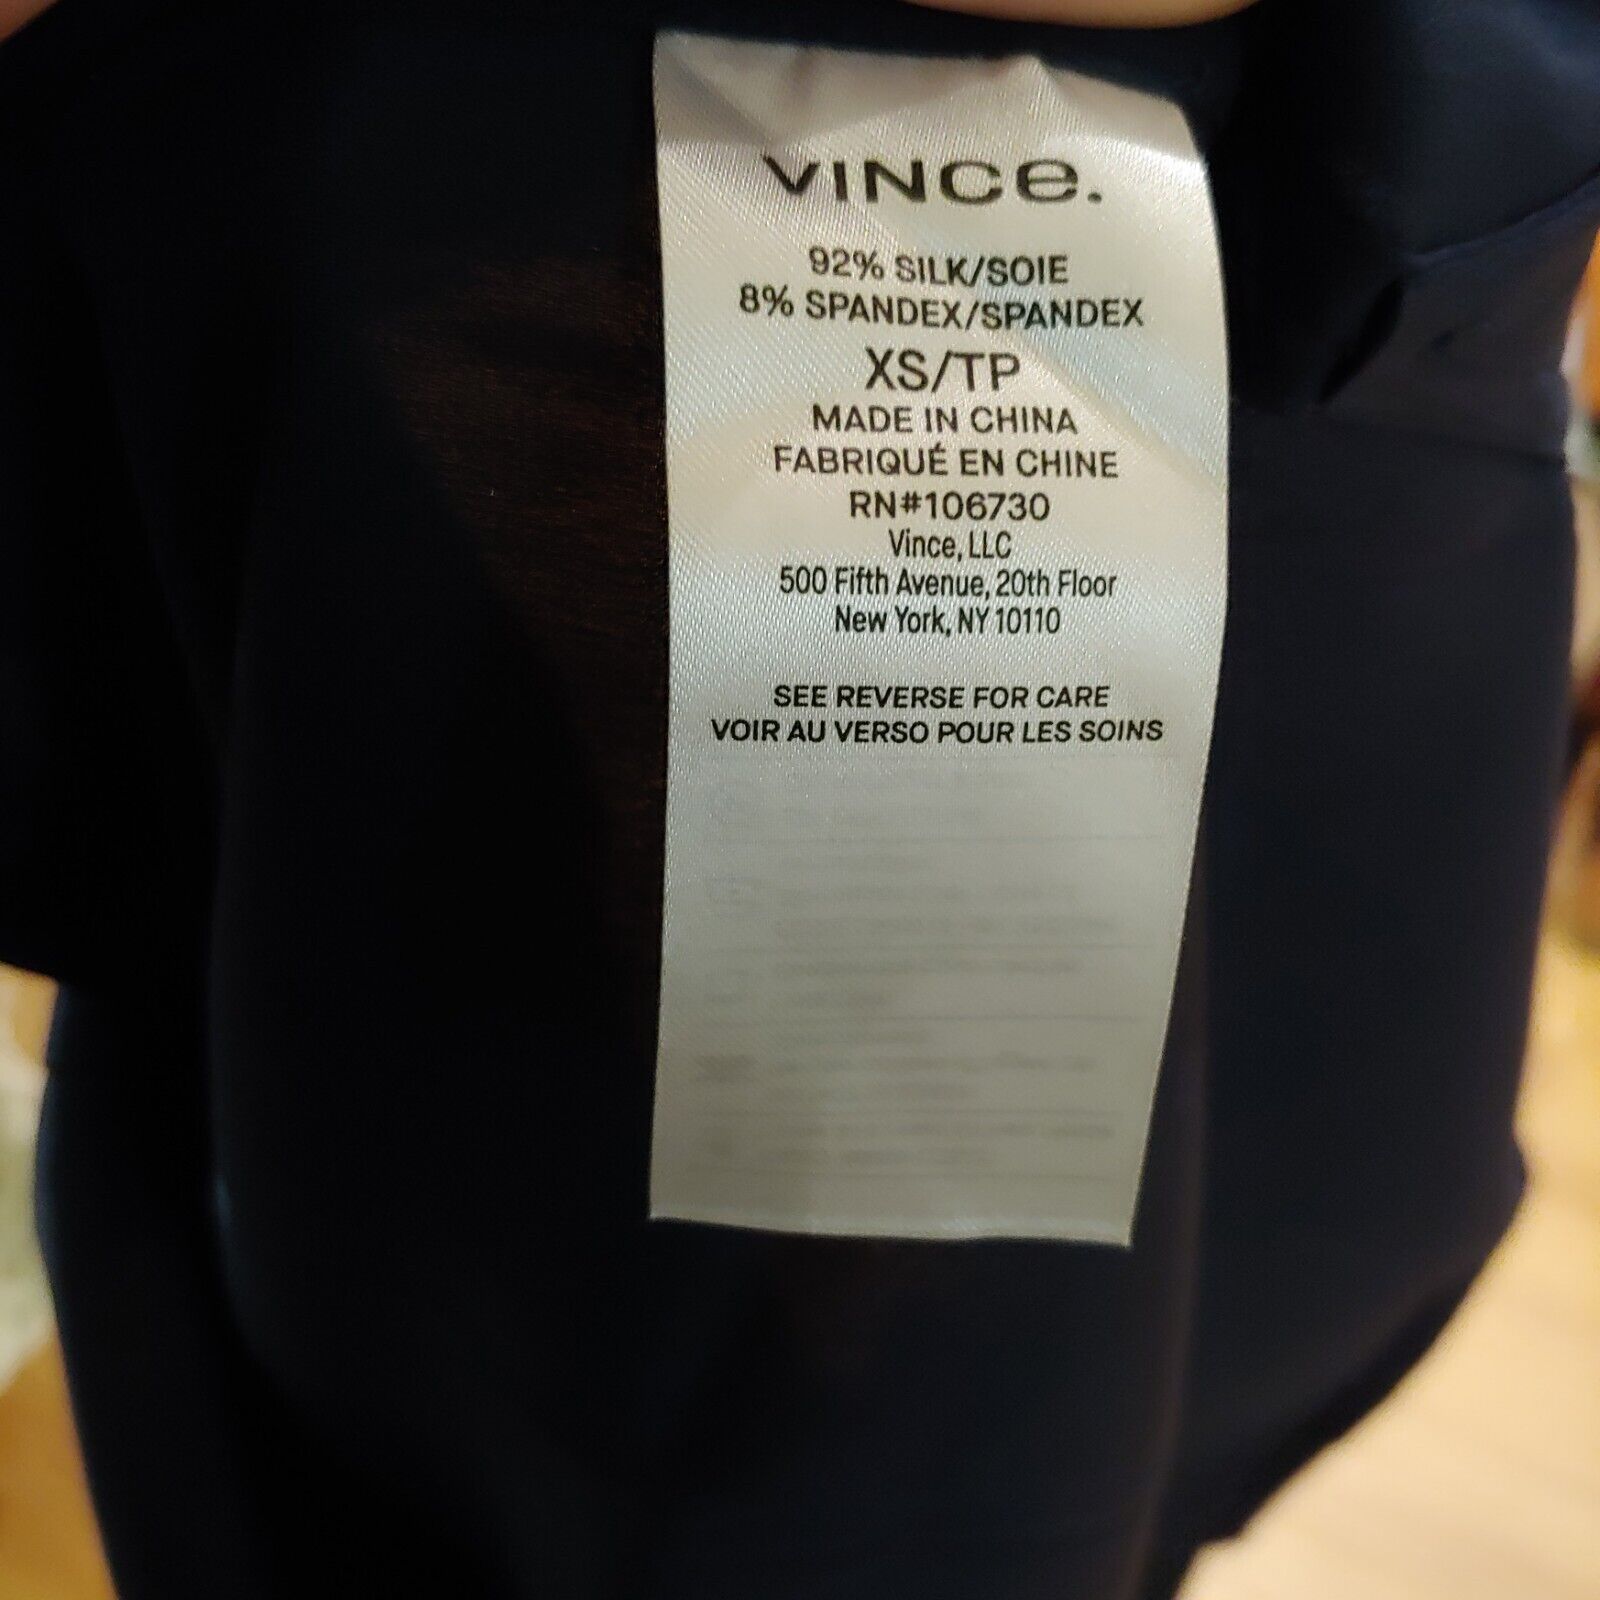 VINCe.
92% SILK/SOIE
8% SPANDEX/SPANDEX
XS/TP
MADE IN CHINA
FABRIQUÉ EN CHINE
RN#106730
Vince, LLC
500 Fifth Avenue, 20th Floor
New York, NY 10110
SEE REVERSE FOR CARE
VOIR AU VERSO POUR LES SOINS